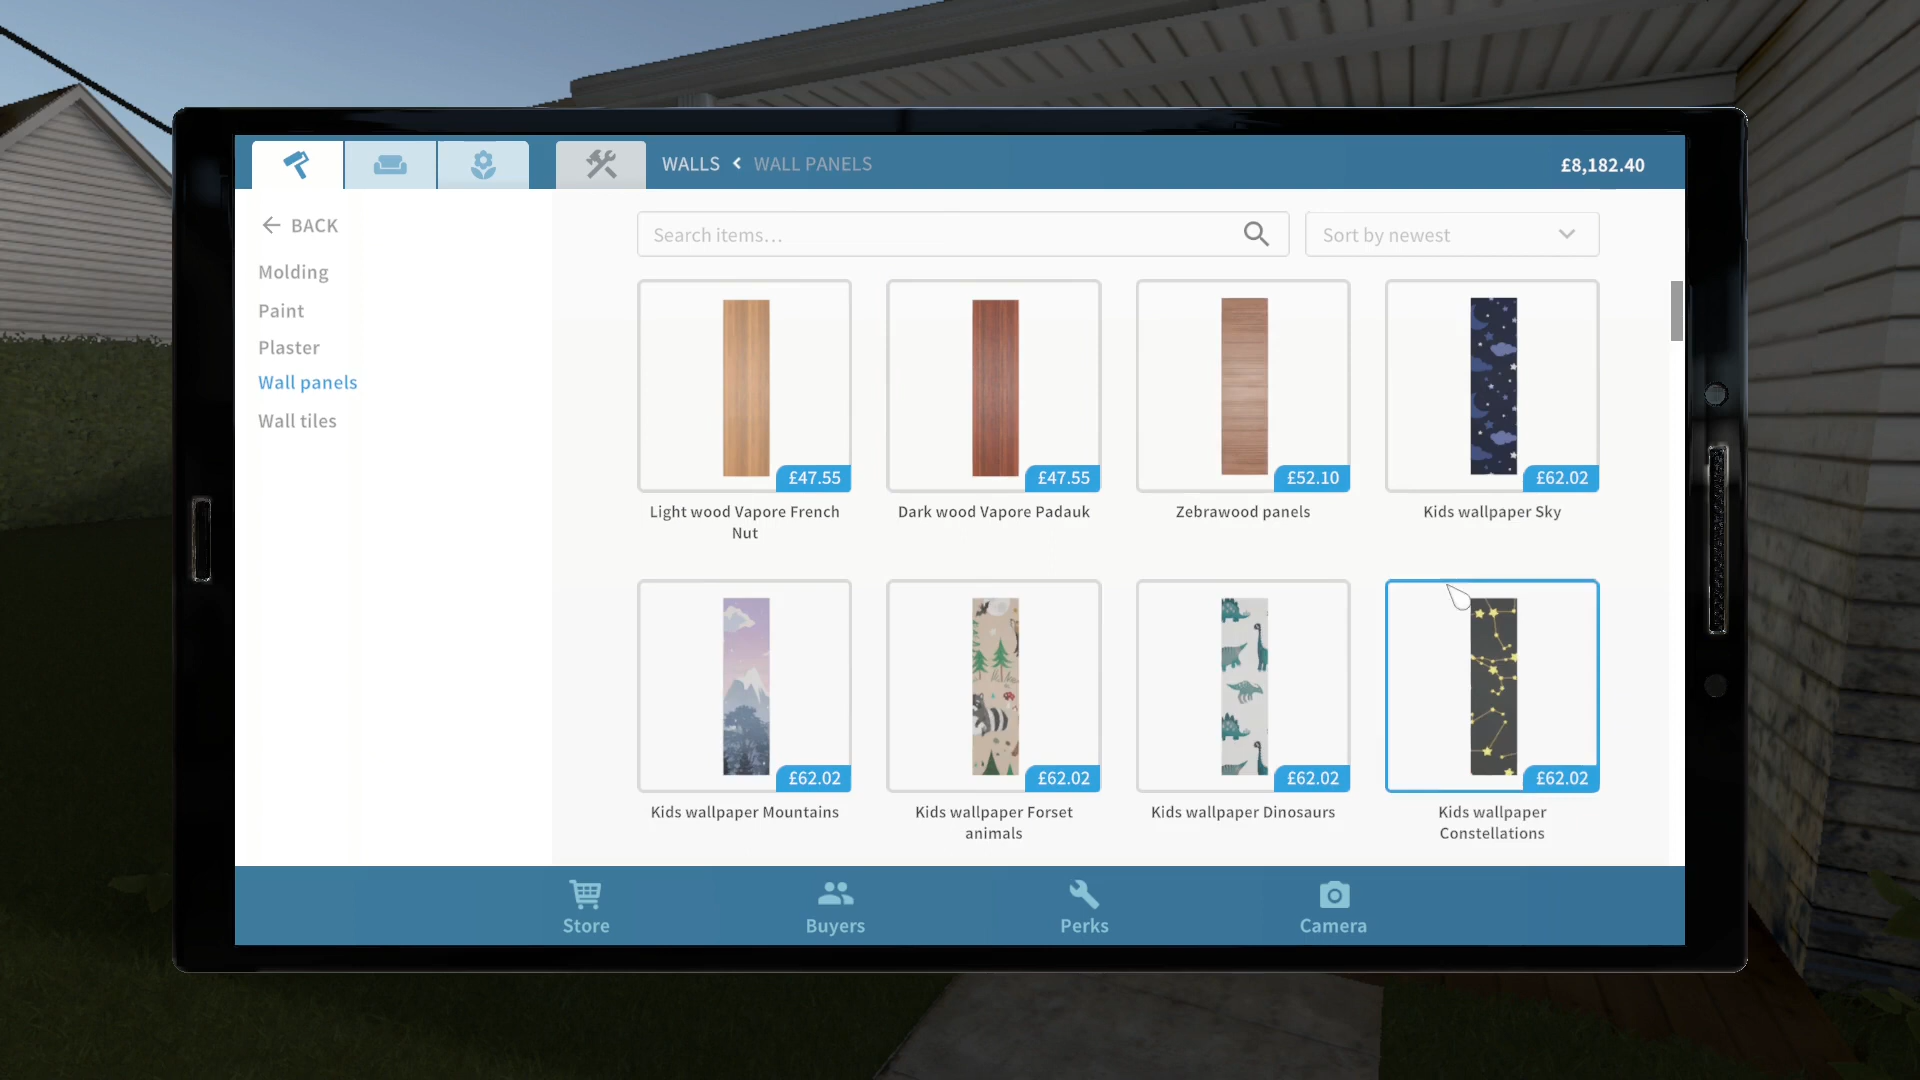 WALLS < WALL PANELS
£8,182.40
BACK
Molding
Paint
Plaster
Wall panels
Wall tiles
Search items...
Sort by newest
£47.55
£47.55
£52.10
£62.02
Light wood Vapore French
Nut
Dark wood Vapore Padauk
Zebrawood panels
Kids wallpaper Sky
£62.02
£62.02
£62.02
£62.02
Kids wallpaper Mountains
Kids wallpaper Forset
animals
Kids wallpaper Dinosaurs
Kids wallpaper
Constellations
Store
Buyers
Perks
Camera